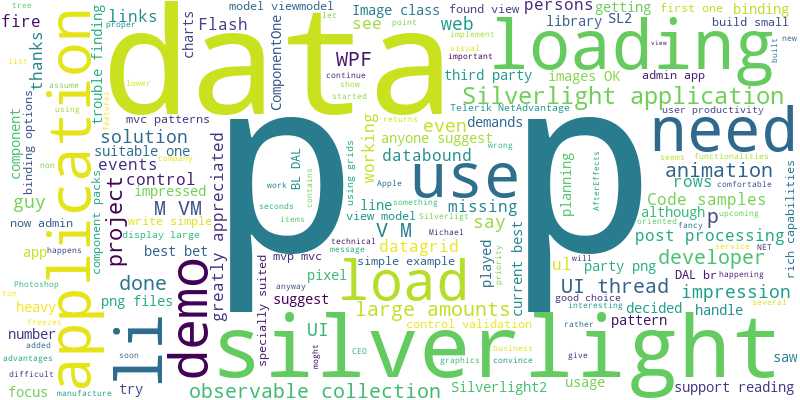 data
p p
silverlight
loading
need
use
application
load
demo
li
Silverlight application
model viewmodel
Image class
found view
persons
getting
first one
binding
links
Flash
see
web
library
SL2
build small
new
built
tree
proper
point
let
implement
fire
thanks
trouble finding
charts
ComponentOne
WPF
third party
images OK
admin app
view
lower
visual
important
list
assume
using
continue
show
started
Telerik NetAdvantage
user productivity
binding options
mvc patterns
features
working
even
demands
wrong
seems
functionalities
solution
suitable one
anyone suggest
returns
component
events
BL DAL
databound
planning
animation
non
company
using grids
AfterEffects
comfortable
guy
impressed
control
work
Apple
rows
M VM
contains
line
something
missing
Code samples
upcoming
component packs
project
write simple
seconds
view model
Silverligt
although
oriented
fancy
now admin
display large
greatly appreciated
items
V M
say
p
post processing
rich capabilities
app
happens
best bet
mvp mvc
technical
Michael
message
datagrid
priority
played
ul
party png
developer
service
NET
Photoshop
done
pixel
simple example
current best
UI thread
DAL br
happening
ton
heavy
png files
specially suited
will
good choice
impression
number
added
freezes
suggest
anyway
large amounts
interesting
several
decided
handle
advantages
soon
UI
control validation
rather
pattern
saw
difficult
moght
CEO
business
graphics
convince
give
focus
manufacture
try
observable collection
Silverlight2
usage
support reading